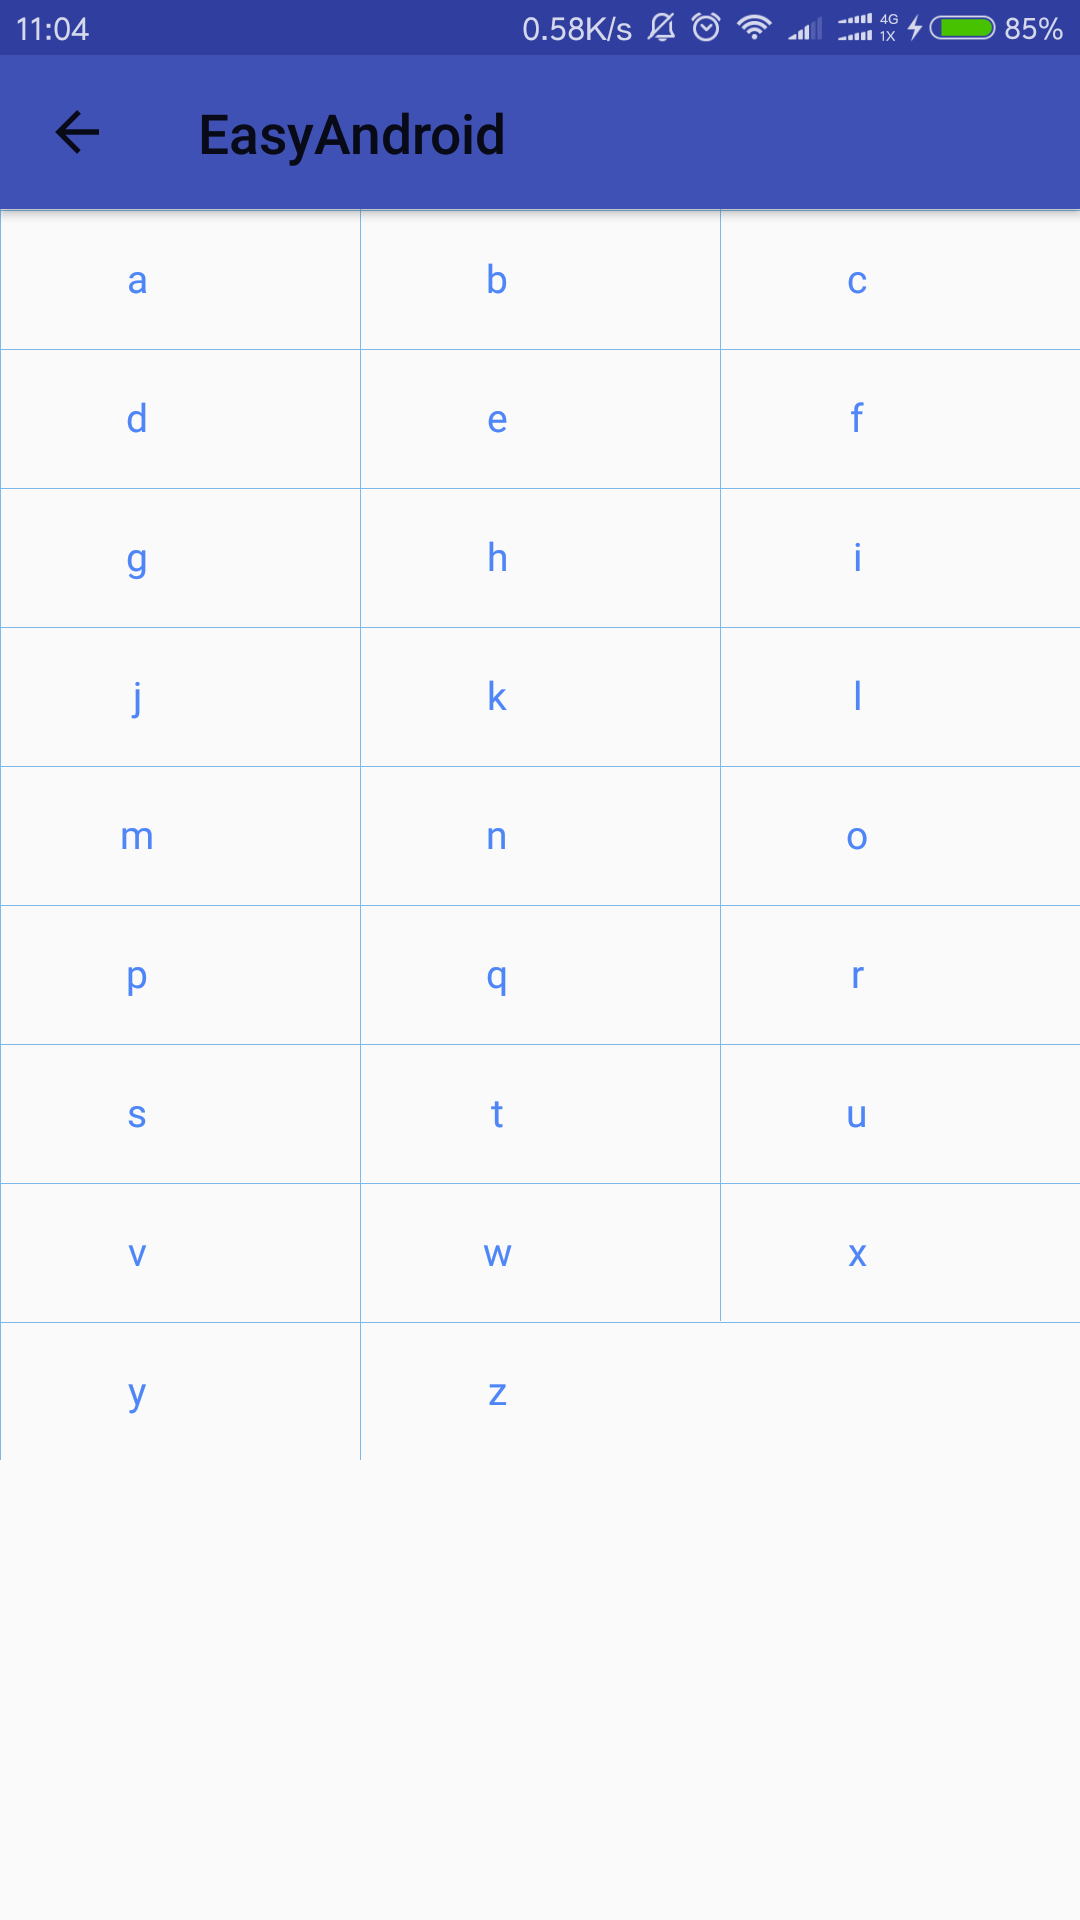 11:04 0.58K/s 4G 1X 85%
EasyAndroid
a b c
d e f
g h i
j k l
m n o
p q r
s t u
v w x
y z